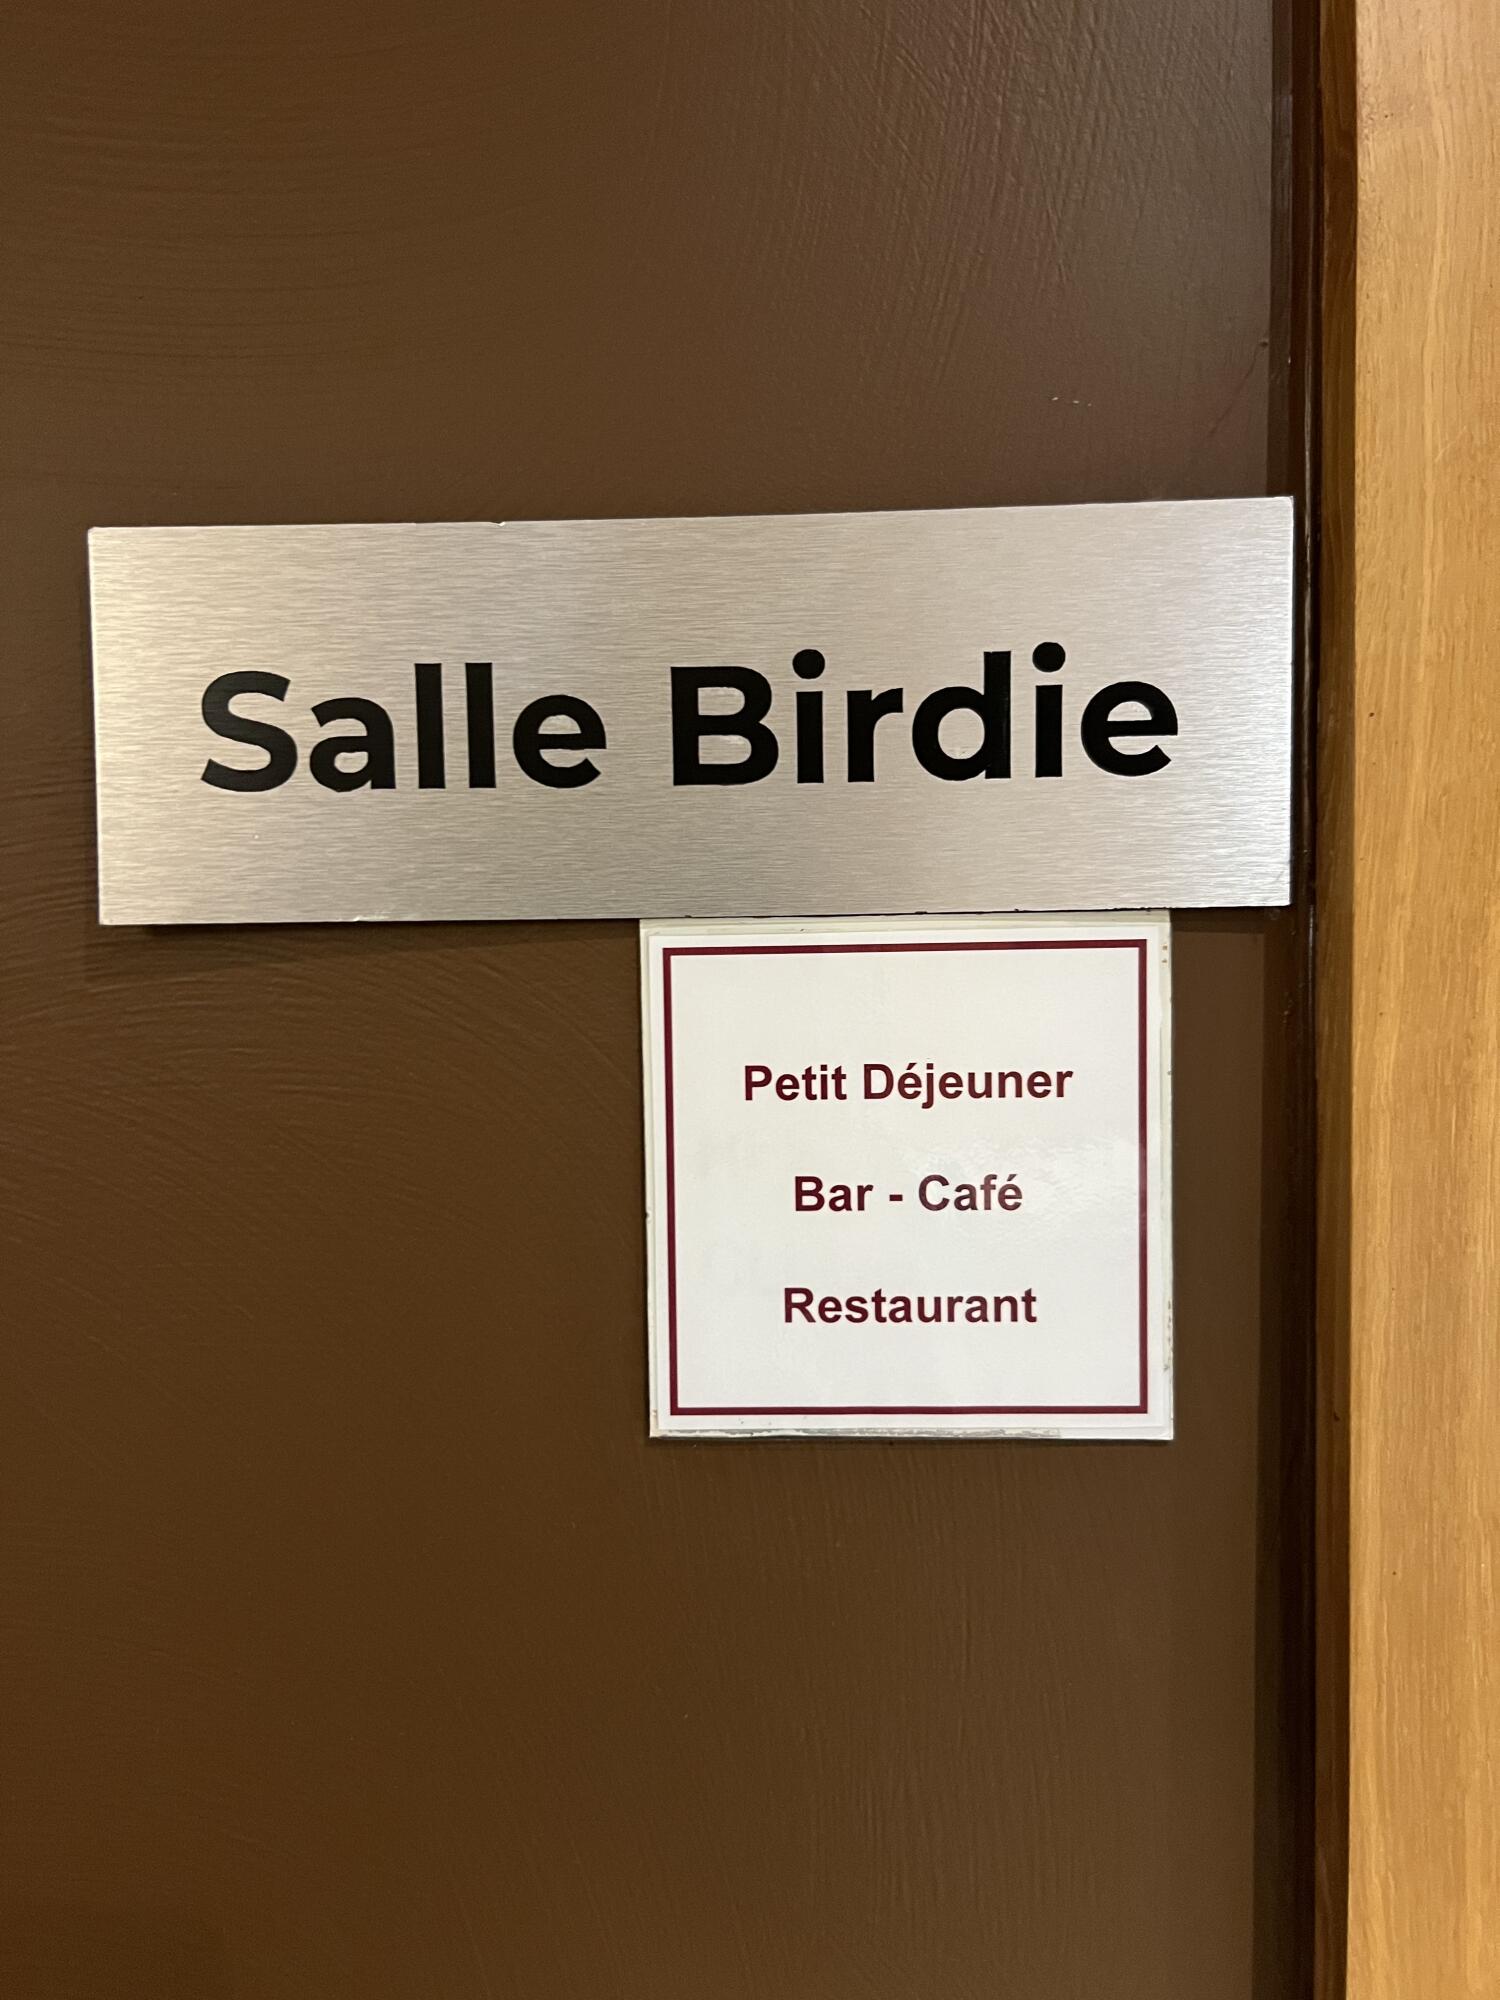 Salle Birdie
Petit Déjeuner
Bar - Café
Restaurant